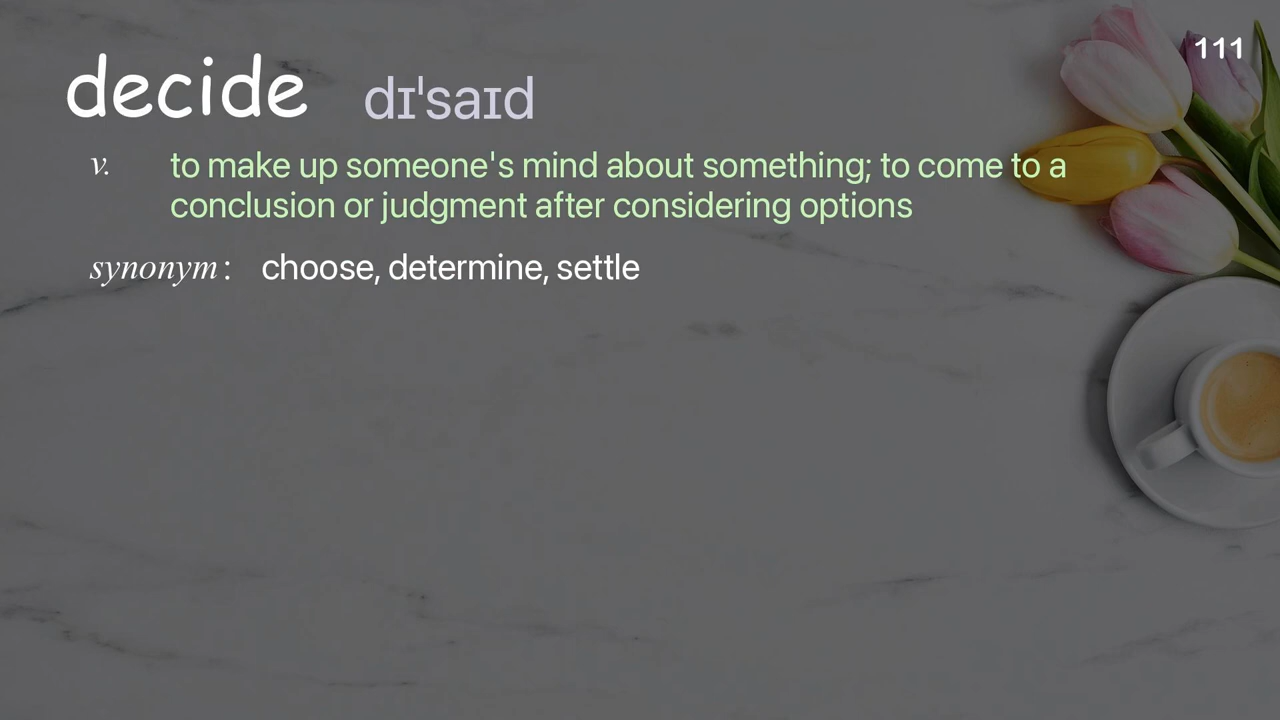 111
decide dɪˈsaɪd
v. to make up someone's mind about something; to come to a
conclusion or judgment after considering options
synonym: choose, determine, settle